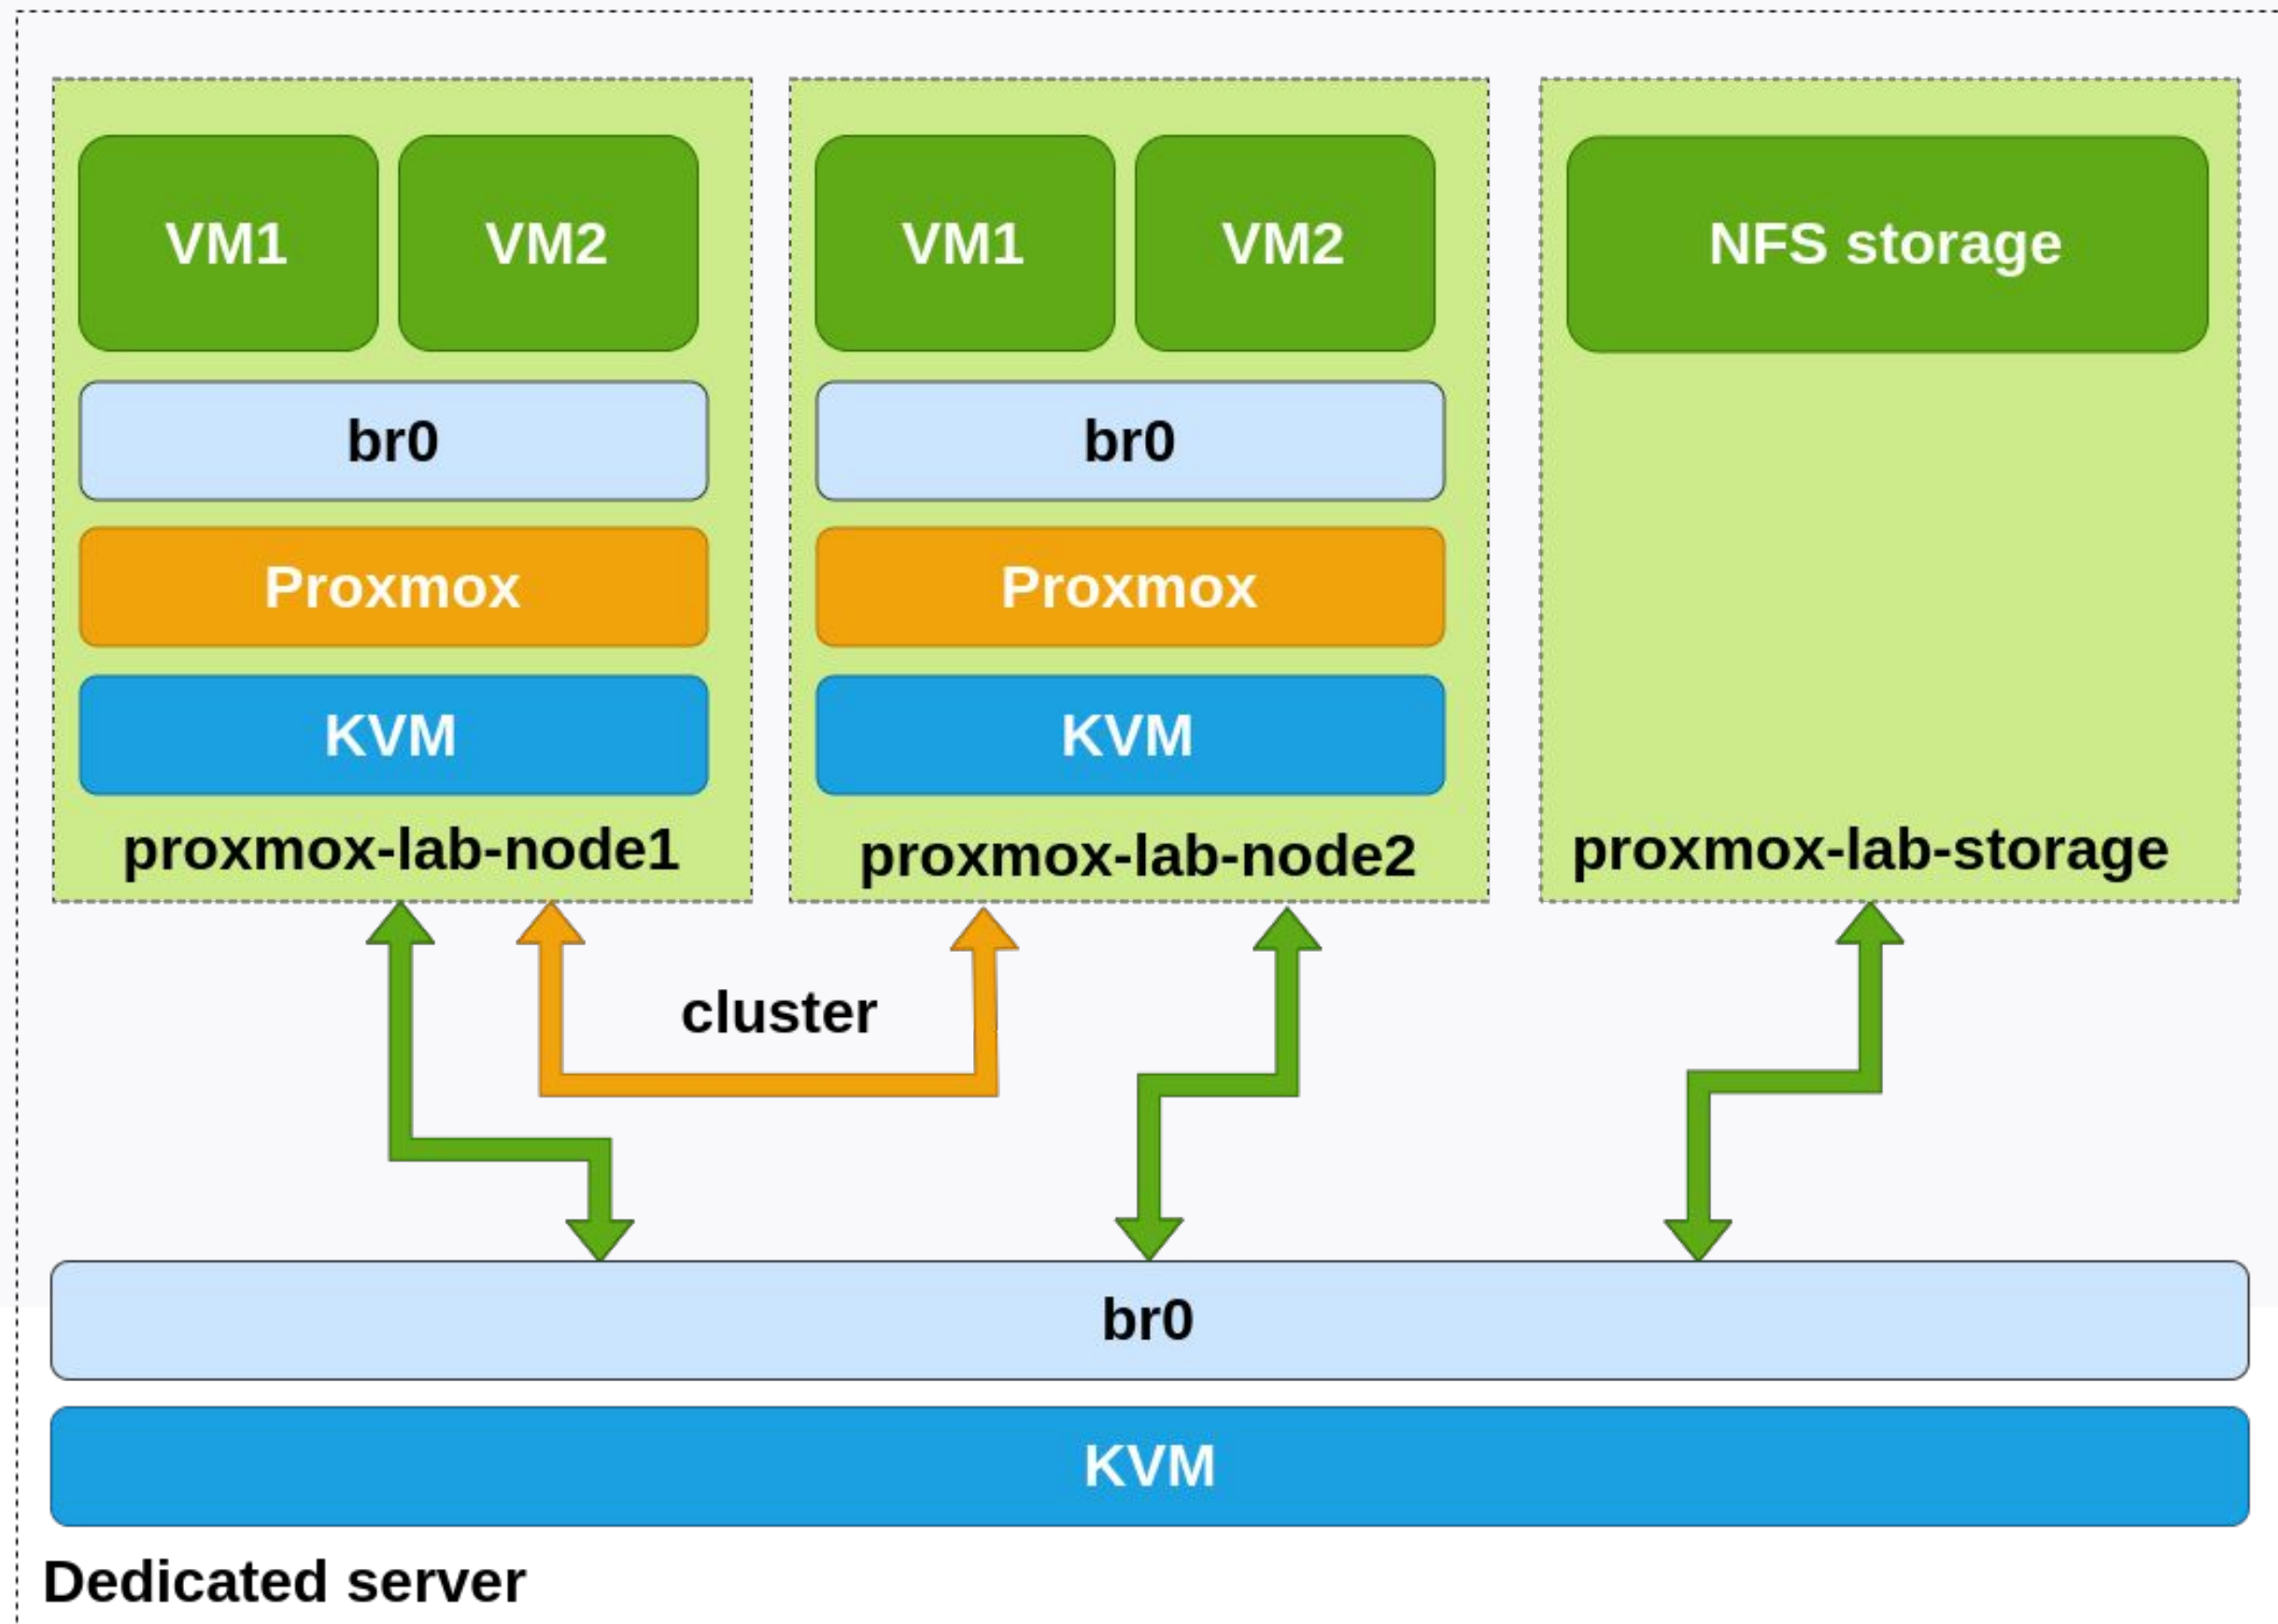 VM1 VM2
br0
Proxmox
KVM
proxmox-lab-node1
VM1 VM2
br0
Proxmox
KVM
proxmox-lab-node2
NFS storage
proxmox-lab-storage
cluster
br0
KVM
Dedicated server